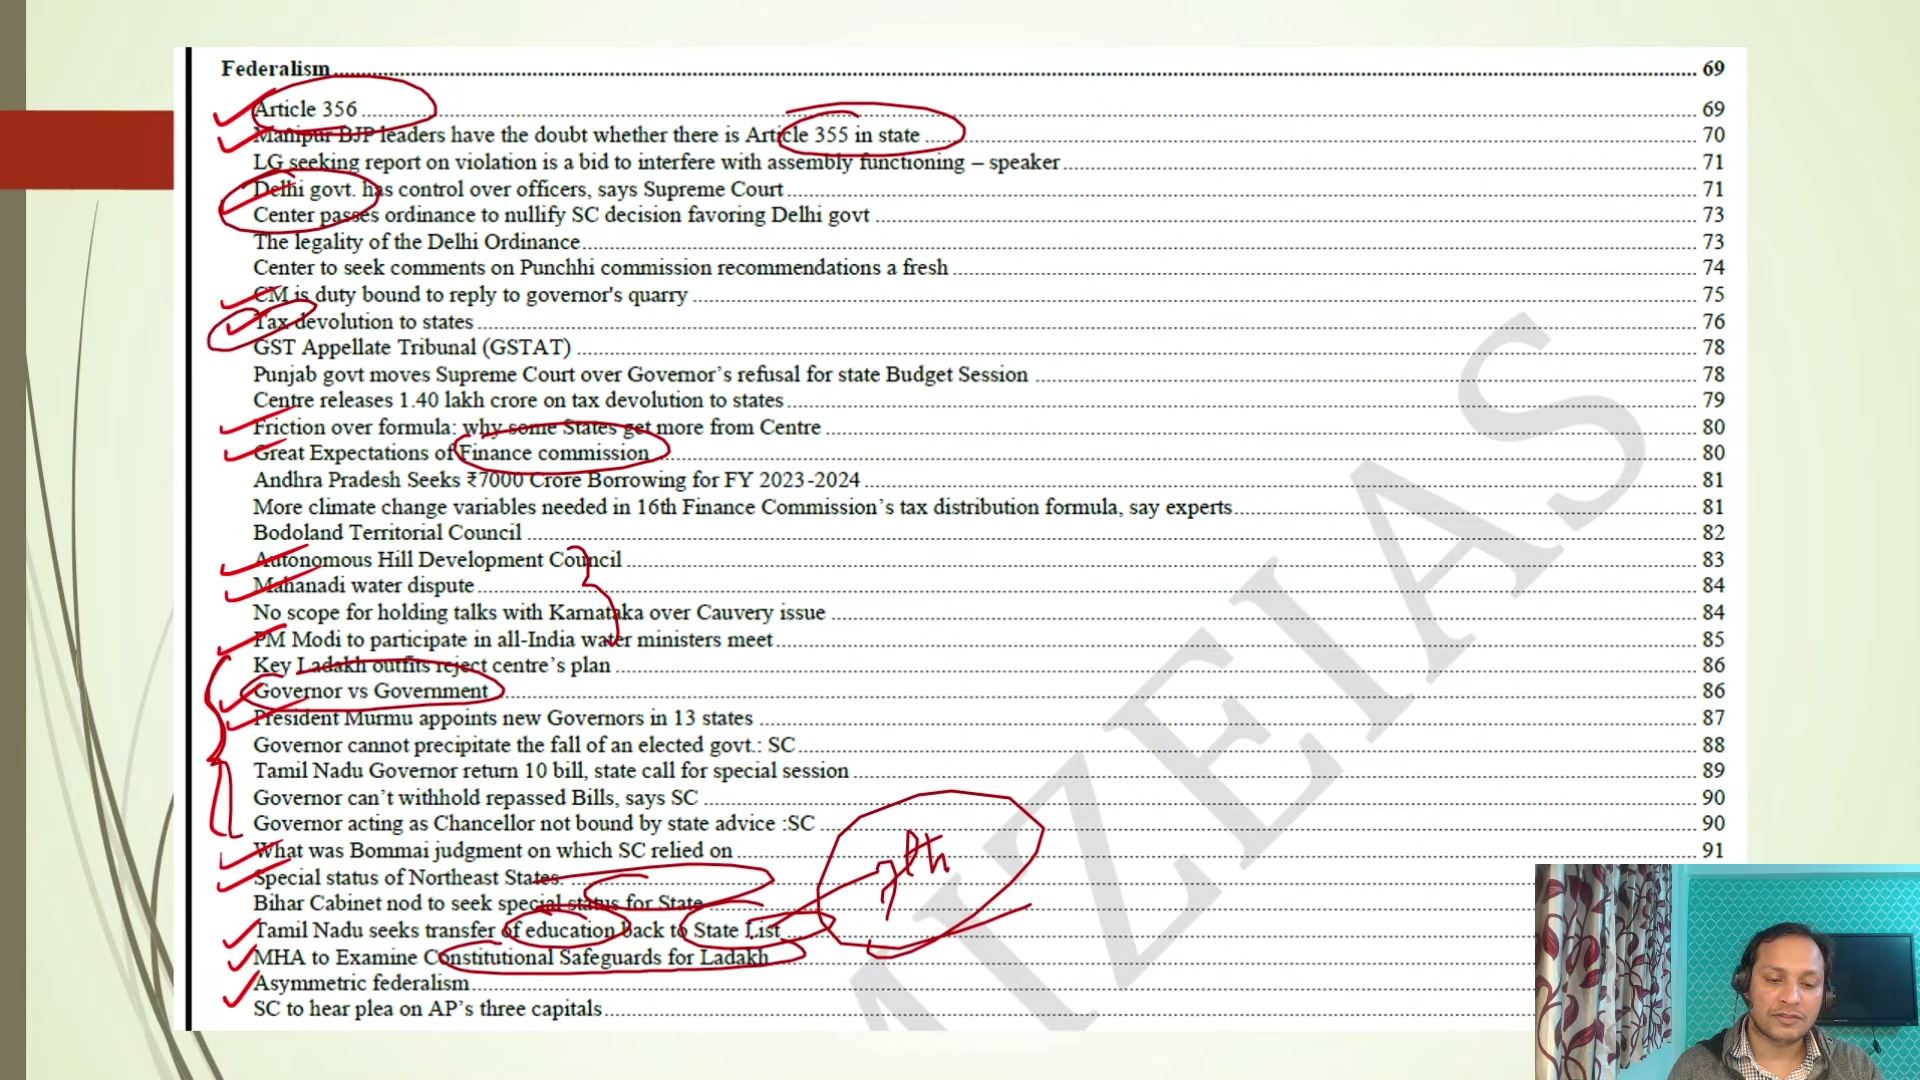 Federalism 69
Article 356 69
Manipur BJP leaders have the doubt whether there is Article 355 in state 70
LG seeking report on violation is a bid to interfere with assembly functioning – speaker 71
Delhi govt. has control over officers, says Supreme Court 71
Center passes ordinance to nullify SC decision favoring Delhi govt 73
The legality of the Delhi Ordinance 73
Center to seek comments on Punchhi commission recommendations a fresh 74
CM is duty bound to reply to governor's quarry 75
Tax devolution to states 76
GST Appellate Tribunal (GSTAT) 78
Punjab govt moves Supreme Court over Governor’s refusal for state Budget Session 78
Centre releases 1.40 lakh crore on tax devolution to states 79
Friction over formula: why some States get more from Centre 80
Great Expectations of Finance commission 80
Andhra Pradesh Seeks ₹7000 Crore Borrowing for FY 2023-2024 81
More climate change variables needed in 16th Finance Commission’s tax distribution formula, say experts 81
Bodoland Territorial Council 82
Autonomous Hill Development Council 83
Mahanadi water dispute 84
No scope for holding talks with Karnataka over Cauvery issue 84
PM Modi to participate in all-India water ministers meet 85
Key Ladakh outfits reject centre’s plan 86
Governor vs Government 86
President Murmu appoints new Governors in 13 states 87
Governor cannot precipitate the fall of an elected govt.: SC 88
Tamil Nadu Governor return 10 bill, state call for special session 89
Governor can’t withhold repassed Bills, says SC 90
Governor acting as Chancellor not bound by state advice :SC 90
7th
What was Bommai judgment on which SC relied on 91
Special status of Northeast States
Bihar Cabinet nod to seek special status for State
Tamil Nadu seeks transfer of education back to State List
MHA to Examine Constitutional Safeguards for Ladakh
Asymmetric federalism
SC to hear plea on AP’s three capitals